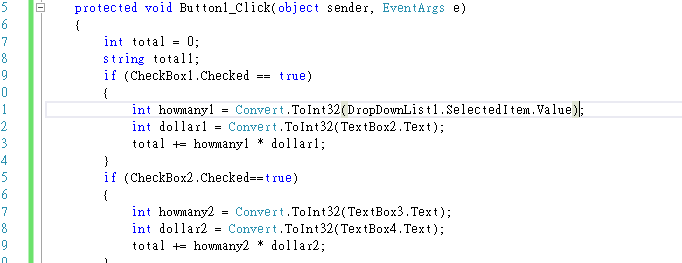 5 protected void Button1_Click(object sender, EventArgs e)
6 {
7 int total = 0;
8 string total1;
9 if (CheckBox1.Checked == true)
0 {
1 int howmany1 = Convert.ToInt32(DropDownList1.SelectedItem.Value);
2 int dollar1 = Convert.ToInt32(TextBox2.Text);
3 total += howmany1 * dollar1;
4 }
5 if (CheckBox2.Checked==true)
6 {
7 int howmany2 = Convert.ToInt32(TextBox3.Text);
8 int dollar2 = Convert.ToInt32(TextBox4.Text);
9 total += howmany2 * dollar2;
0 }